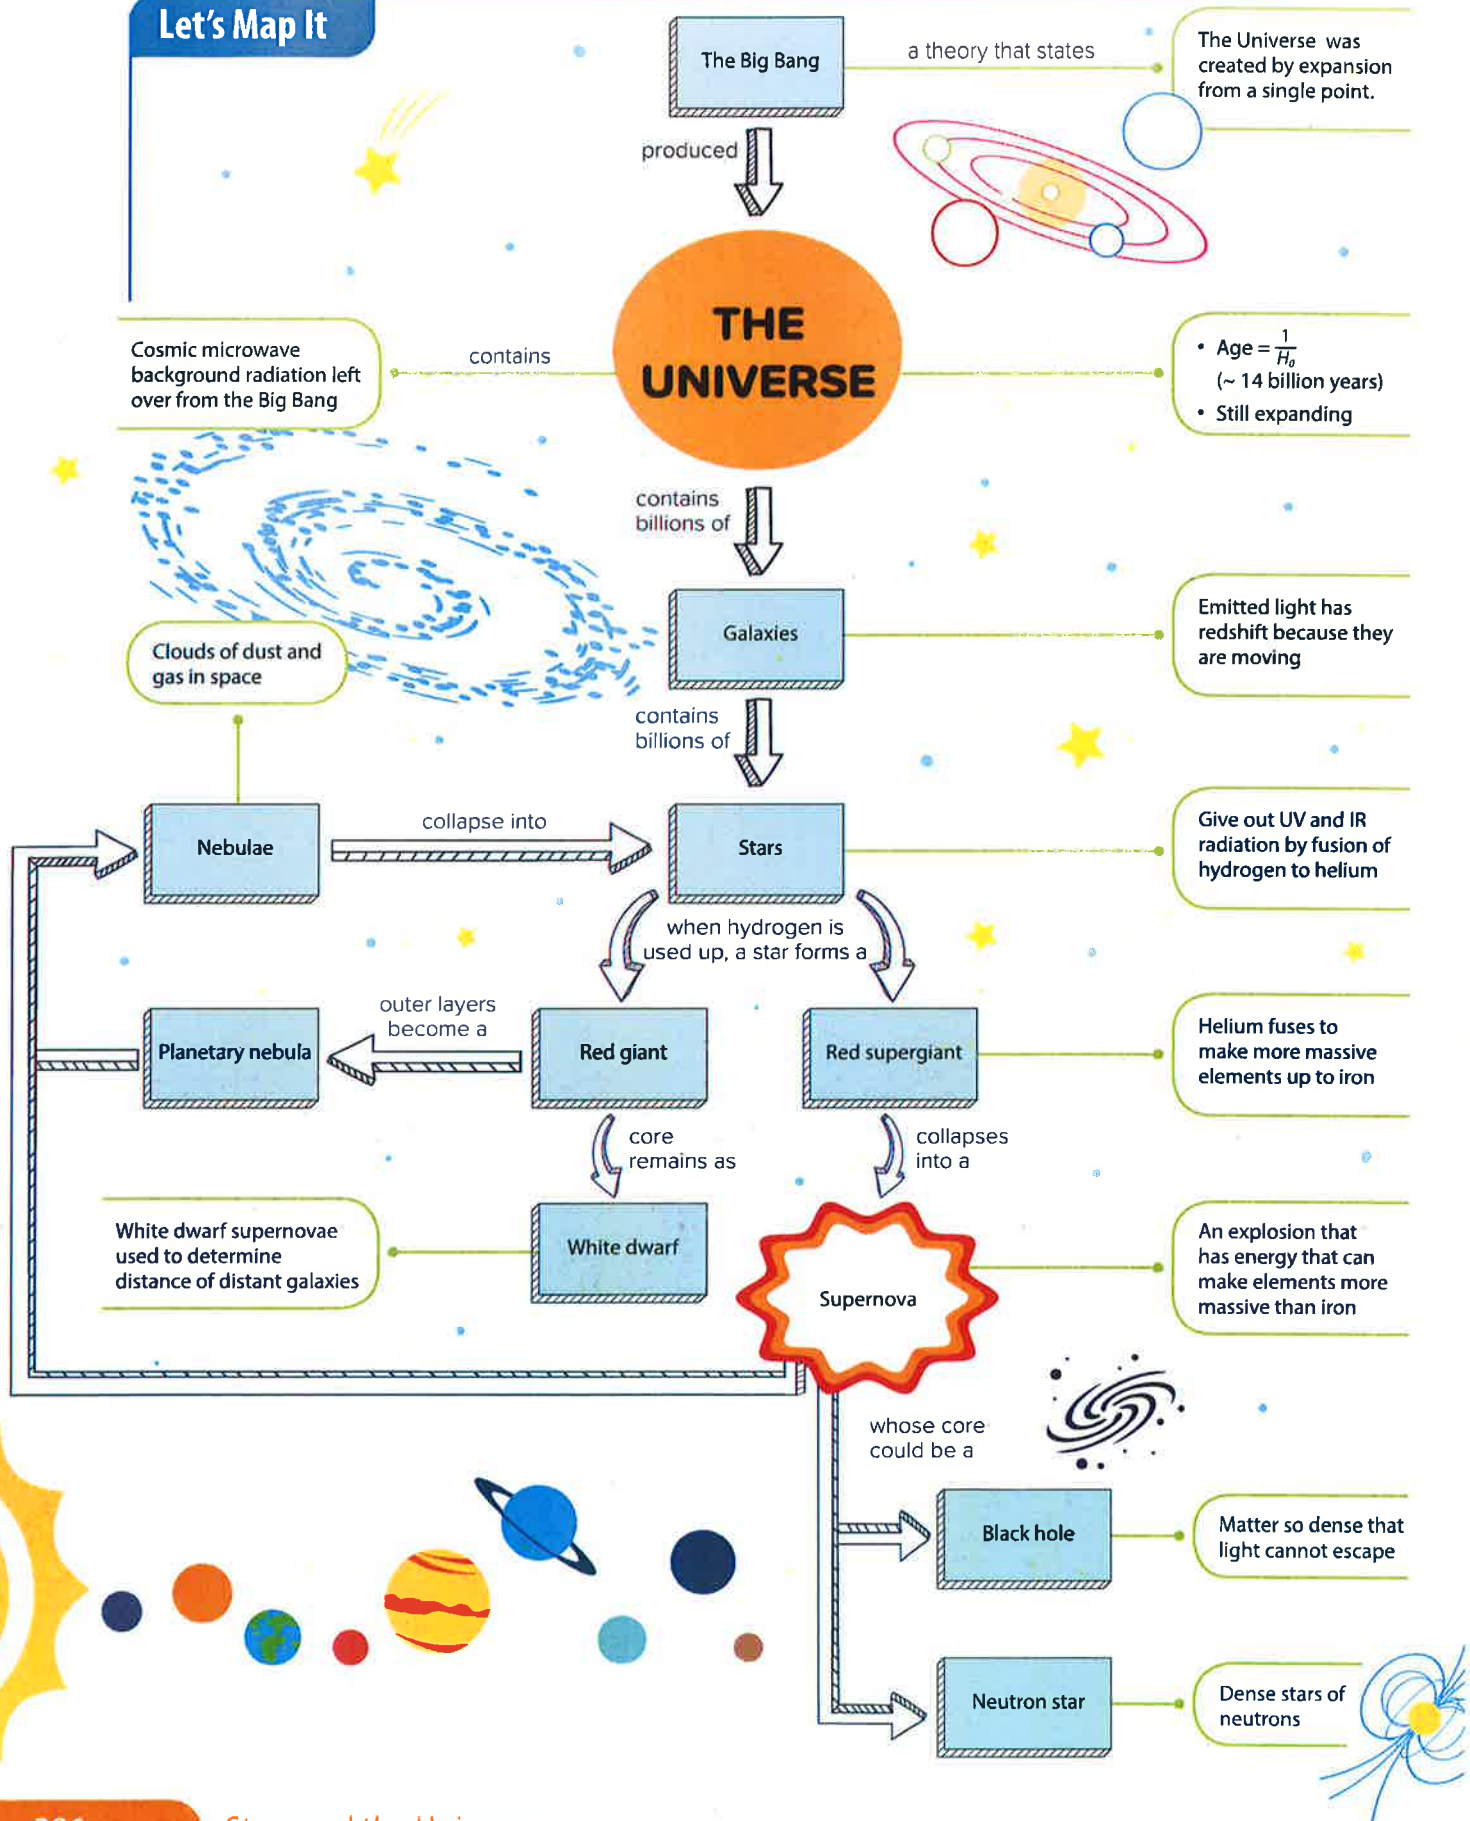 Let's Map It
The Big Bang
a theory that states
The Universe was
created by expansion
from a single point.
produced
THE
UNIVERSE
contains
Cosmic microwave
background radiation left
over from the Big Bang
• Age = 1/H₀
(~ 14 billion years)
• Still expanding
contains
billions of
Galaxies
Emitted light has
redshift because they
are moving
Clouds of dust and
gas in space
contains
billions of
Nebulae
collapse into
Stars
Give out UV and IR
radiation by fusion of
hydrogen to helium
when hydrogen is
used up, a star forms a
Planetary nebula
outer layers
become a
Red giant
Red supergiant
Helium fuses to
make more massive
elements up to iron
core
remains as
collapses
into a
White dwarf supernovae
used to determine
distance of distant galaxies
White dwarf
Supernova
An explosion that
has energy that can
make elements more
massive than iron
whose core
could be a
Black hole
Matter so dense that
light cannot escape
Neutron star
Dense stars of
neutrons